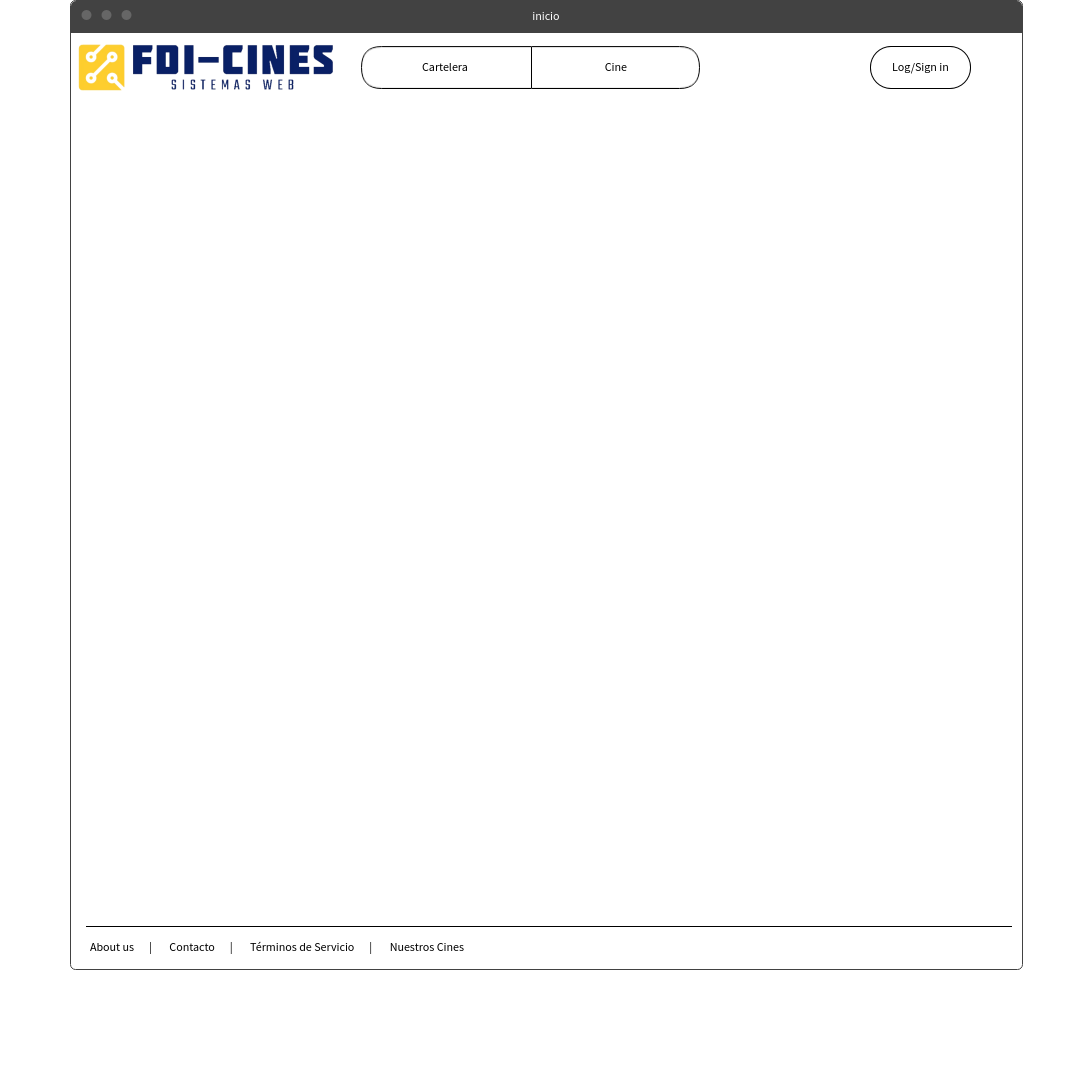 inicio
FDI-CINES
SISTEMAS WEB
Cartelera
Cine
Log/Sign in
About us | Contacto | Términos de Servicio | Nuestros Cines